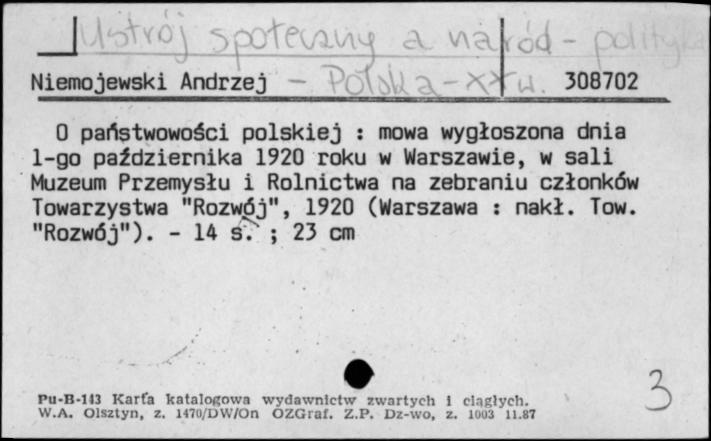 Ustrój społeczny a naród - polityka
Niemojewski Andrzej - Polska - XX w. 308702
O państwowości polskiej : mowa wygłoszona dnia
1-go października 1920 roku w Warszawie, w sali
Muzeum Przemysłu i Rolnictwa na zebraniu członków
Towarzystwa "Rozwój", 1920 (Warszawa : nakł. Tow.
"Rozwój"). - 14 s. ; 23 cm
3
Pu-B-143 Karta katalogowa wydawnictw zwartych i ciągłych.
W.A. Olsztyn, z. 1470/DW/On OZGraf. Z.P. Dz-wo, z. 1003 11.87